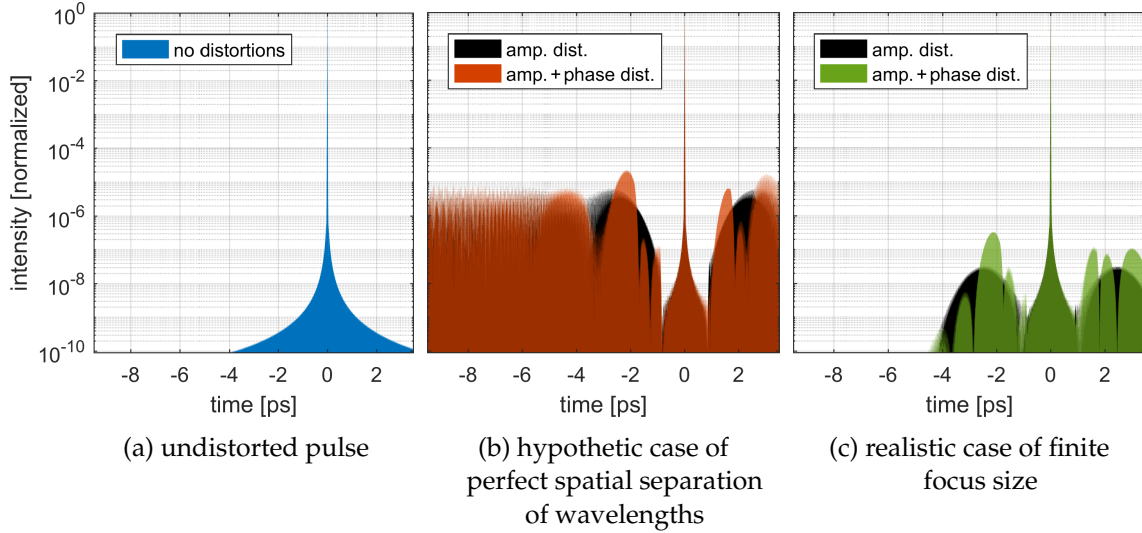 intensity [normalized]
10^0
10^-2
10^-4
10^-6
10^-8
10^-10
no distortions
-8 -6 -4 -2 0 2
time [ps]
(a) undistorted pulse
amp. dist.
amp. + phase dist.
-8 -6 -4 -2 0 2
time [ps]
(b) hypothetic case of
perfect spatial separation
of wavelengths
amp. dist.
amp. + phase dist.
-8 -6 -4 -2 0 2
time [ps]
(c) realistic case of finite
focus size